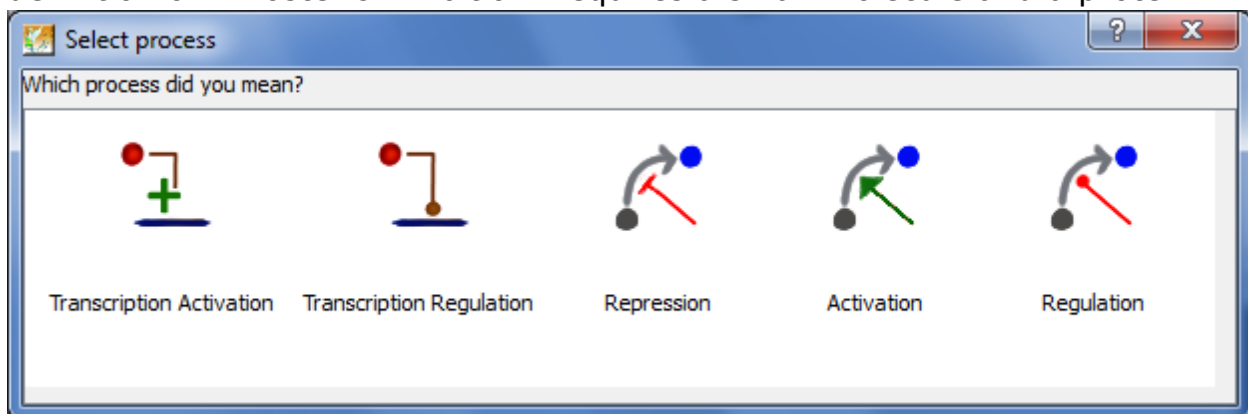 Select process
?
X
Which process did you mean?
Transcription Activation Transcription Regulation Repression Activation Regulation